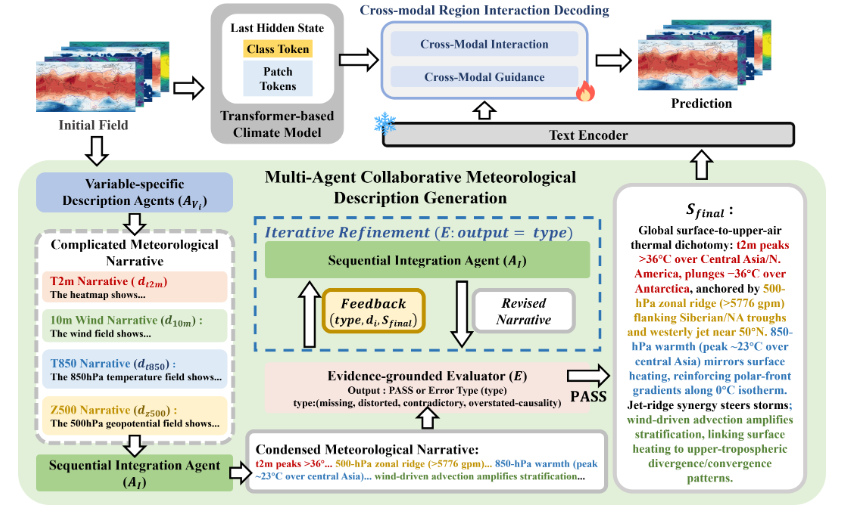 Cross-modal Region Interaction Decoding
Last Hidden State
Class Token
Patch
Tokens
Transformer-based
Climate Model
Cross-Modal Interaction
Cross-Modal Guidance
Initial Field
Prediction
Text Encoder
Variable-specific
Description Agents (A_{V_i})
Complicated Meteorological
Narrative
T2m Narrative ( d_{t2m})
The heatmap shows...
10m Wind Narrative (d_{10m}) :
The wind field shows...
T850 Narrative (d_{t850}) :
The 850hPa temperature field shows...
Z500 Narrative (d_{z500}) :
The 500hPa geopotential field shows...
Sequential Integration Agent
(A_I)
Multi-Agent Collaborative Meteorological
Description Generation
Iterative Refinement (E: output = type)
Sequential Integration Agent (A_I)
Feedback
(type, d_i, S_{final})
Revised
Narrative
Evidence-grounded Evaluator (E)
Output : PASS or Error Type (type)
type:(missing, distorted, contradictory, overstated-causality)
PASS
Condensed Meteorological Narrative:
t2m peaks >36°... 500-hPa zonal ridge (>5776 gpm)... 850-hPa warmth (peak
~23°C over central Asia)... wind-driven advection amplifies stratification...
S_{final} :
Global surface-to-upper-air
thermal dichotomy: t2m peaks
>36°C over Central Asia/N.
America, plunges −36°C over
Antarctica, anchored by 500-
hPa zonal ridge (>5776 gpm)
flanking Siberian/NA troughs
and westerly jet near 50°N. 850-
hPa warmth (peak ~23°C over
central Asia) mirrors surface
heating, reinforcing polar-front
gradients along 0°C isotherm.
Jet-ridge synergy steers storms;
wind-driven advection amplifies
stratification, linking surface
heating to upper-tropospheric
divergence/convergence
patterns.